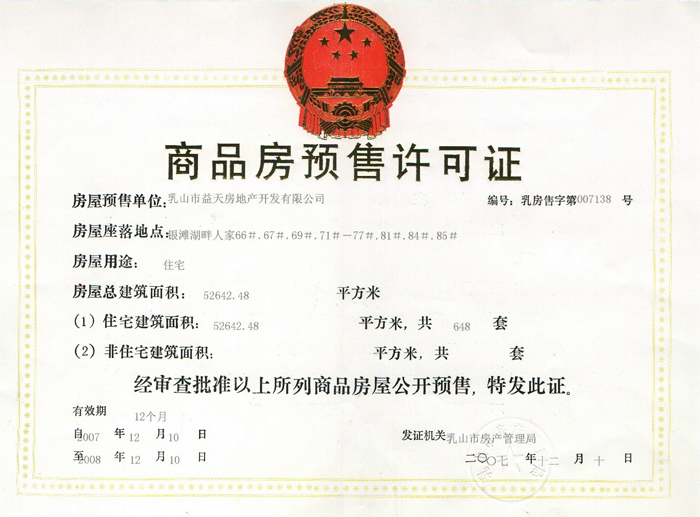 商品房预售许可证
房屋预售单位:乳山市益天房地产开发有限公司 编号:乳房售字第007138 号
房屋座落地点:银滩湖畔人家66#.67#.69#.71#-77#.81#.84#.85#
房屋用途: 住宅
房屋总建筑面积: 52642.48 平方米
(1)住宅建筑面积: 52642.48 平方米,共 648 套
(2)非住宅建筑面积: 平方米,共 套
经审查批准以上所列商品房屋公开预售,特发此证。
有效期 12个月
自2007 年12 月10 日 发证机关 乳山市房产管理局
至2008 年12 月10 日 二〇〇七 年十二 月 十 日